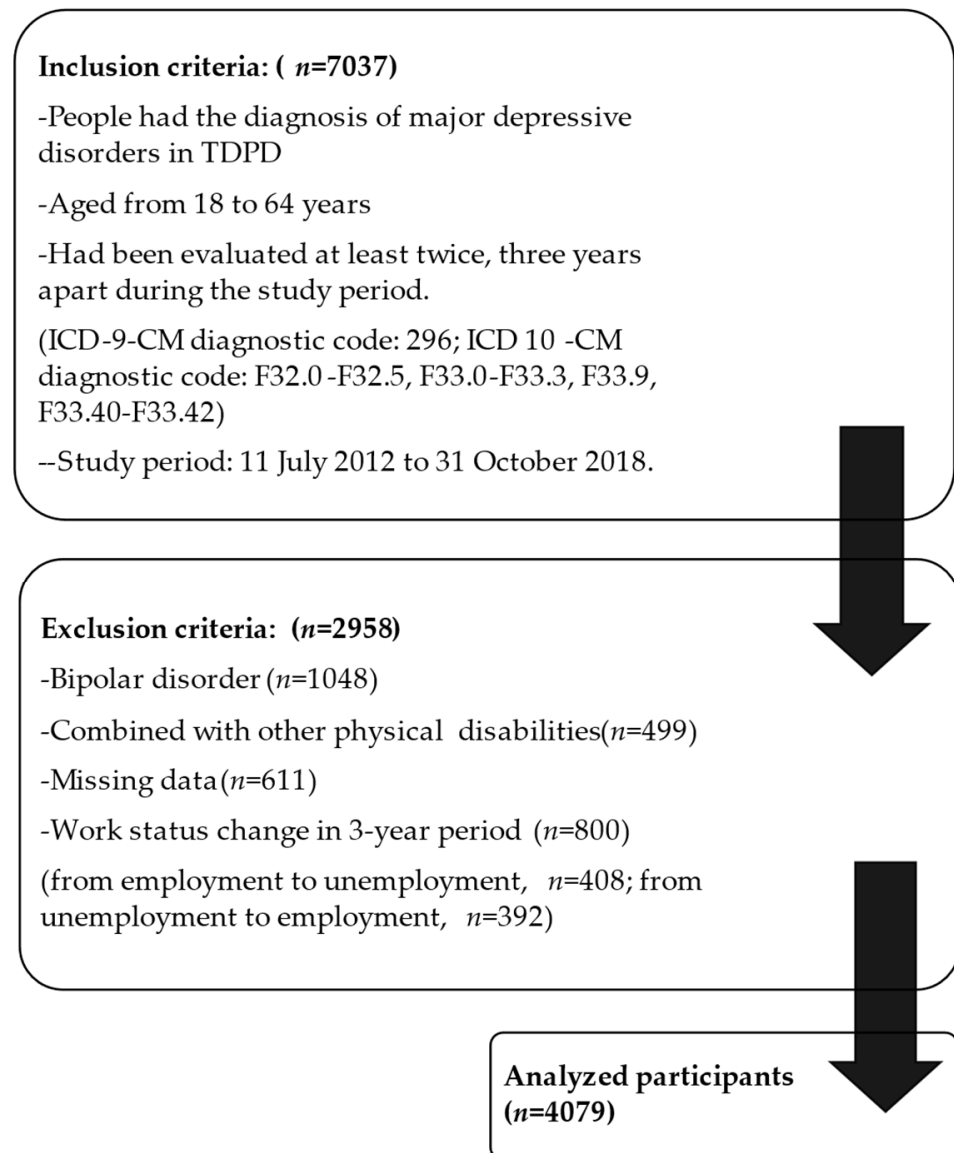 Inclusion criteria: ( n=7037)
-People had the diagnosis of major depressive
disorders in TDPD
-Aged from 18 to 64 years
-Had been evaluated at least twice, three years
apart during the study period.
(ICD-9-CM diagnostic code: 296; ICD 10 -CM
diagnostic code: F32.0 -F32.5, F33.0-F33.3, F33.9,
F33.40-F33.42)
--Study period: 11 July 2012 to 31 October 2018.
Exclusion criteria: (n=2958)
-Bipolar disorder (n=1048)
-Combined with other physical disabilities(n=499)
-Missing data (n=611)
-Work status change in 3-year period (n=800)
(from employment to unemployment, n=408; from
unemployment to employment, n=392)
Analyzed participants
(n=4079)